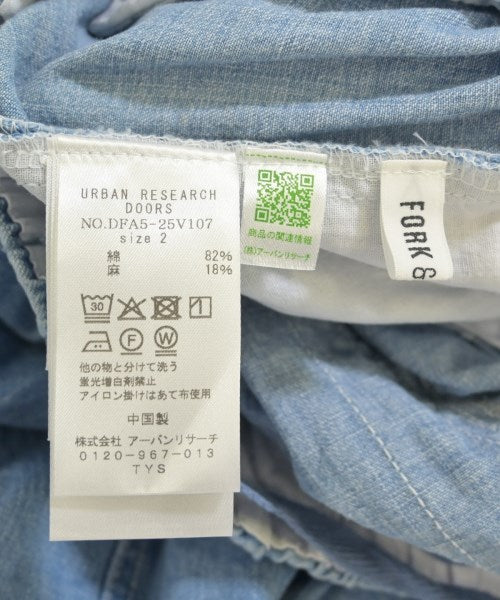 URBAN RESEARCH
DOORS
NO.DFA5-25V107
size 2
綿 82%
麻 18%
30
F
W
他の物と分けて洗う
蛍光増白剤禁止
アイロン掛けはあて布使用
中国製
株式会社 アーバンリサーチ
0120-967-013
TYS
商品の関連情報
(株)アーバンリサーチ
FORK &